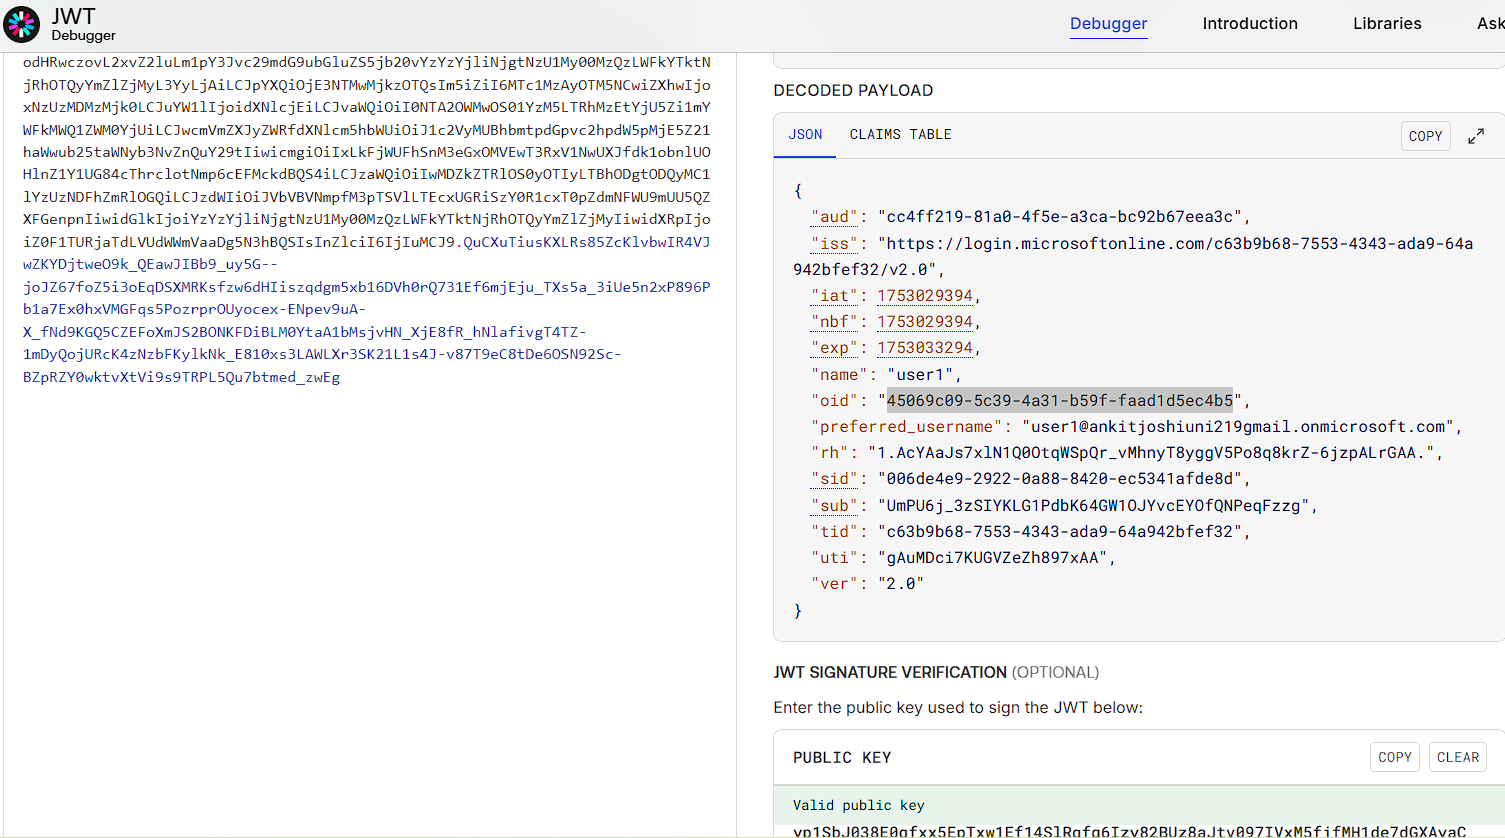 JWT
Debugger
Debugger
Introduction
Libraries
Ask
odHRwczovL2xvZ2luLm1pY3Jvc29mdG9ubGluZS5jb20vYzYzYjliNjgtNzU1My00MzQzLWFkYTktN
jRhOTQyYmZlZjMyL3YyLjAiLCJpYXQiOjE3NTMwMjkzOTQsIm5iZiI6MTc1MzAyOTM5NCwiZXhwIjo
xNzUzMDMzMjk0LCJuYW1lIjoidXNlcjEiLCJvaWQiOiI0NTA2OWMwOS01YzM5LTRhMzEtYjU5Zi1mY
WFkMWQ1ZWM0YjUiLCJwcmVmZXJyZWRfdXNlcm5hbWUiOiJ1c2VyMUBhbmtpdGpvc2hpdW5pMjE5Z21
haWwub25taWNyb3NvZnQuY29tIiwicmgiOiIxLkFjWUFhSnM3eGxOMVEwT3RxV1NwUXJfdk1obnlUO
HlnZ1Y1UG84cThrclotNmp6cEFMckdBQS4iLCJzaWQiOiIwMDZkZTRlOS0yOTIyLTBhODgtODQyMC1
lYzUzNDFhZmRlOGQiLCJzdWIiOiJVbVBVNmpfM3pTSVlLTEcxUGRiSzY0R1cxT0pZdmNFWU9mUU5QZ
XFGenpnIiwidGlkIjoiYzYzYjliNjgtNzU1My00MzQzLWFkYTktNjRhOTQyYmZlZjMyIiwidXRpIjo
iZ0F1TURjaTdLVUdWWmVaaDg5N3hBQSIsInZlciI6IjIuMCJ9.QuCXuTiusKXLRs85ZcKlvbwIR4VJ
wZKYDjtweO9k_QEawJIBb9_uy5G--
joJZ67foZ5i3oEqDSXMRKsfzw6dHIiszqdgm5xb16DVh0rQ731Ef6mjEju_TXs5a_3iUe5n2xP896P
b1a7Ex0hxVMGFqs5PozrprOUyocex-ENpev9uA-
X_fNd9KGQ5CZEFoXmJS2BONKFDiBLM0YtaA1bMsjvHN_XjE8fR_hNlafivgT4TZ-
1mDyQojURcK4zNzbFKylkNk_E810xs3LAWLXr3SK21L1s4J-v87T9eC8tDe6OSN92Sc-
BZpRZY0wktvXtVi9s9TRPL5Qu7btmed_zwEg
DECODED PAYLOAD
JSON
CLAIMS TABLE
COPY
{
"aud": "cc4ff219-81a0-4f5e-a3ca-bc92b67eea3c",
"iss": "https://login.microsoftonline.com/c63b9b68-7553-4343-ada9-64a
942bfef32/v2.0",
"iat": 1753029394,
"nbf": 1753029394,
"exp": 1753033294,
"name": "user1",
"oid": "45069c09-5c39-4a31-b59f-faad1d5ec4b5",
"preferred_username": "user1@ankitjoshiuni219gmail.onmicrosoft.com",
"rh": "1.AcYAaJs7xlN1Q0OtqWSpQr_vMhnyT8yggV5Po8q8krZ-6jzpALrGAA.",
"sid": "006de4e9-2922-0a88-8420-ec5341afde8d",
"sub": "UmPU6j_3zSIYKLG1PdbK64GW1OJYvcEYOfQNPeqFzzg",
"tid": "c63b9b68-7553-4343-ada9-64a942bfef32",
"uti": "gAuMDci7KUGVZeZh897xAA",
"ver": "2.0"
}
JWT SIGNATURE VERIFICATION (OPTIONAL)
Enter the public key used to sign the JWT below:
PUBLIC KEY
COPY
CLEAR
Valid public key